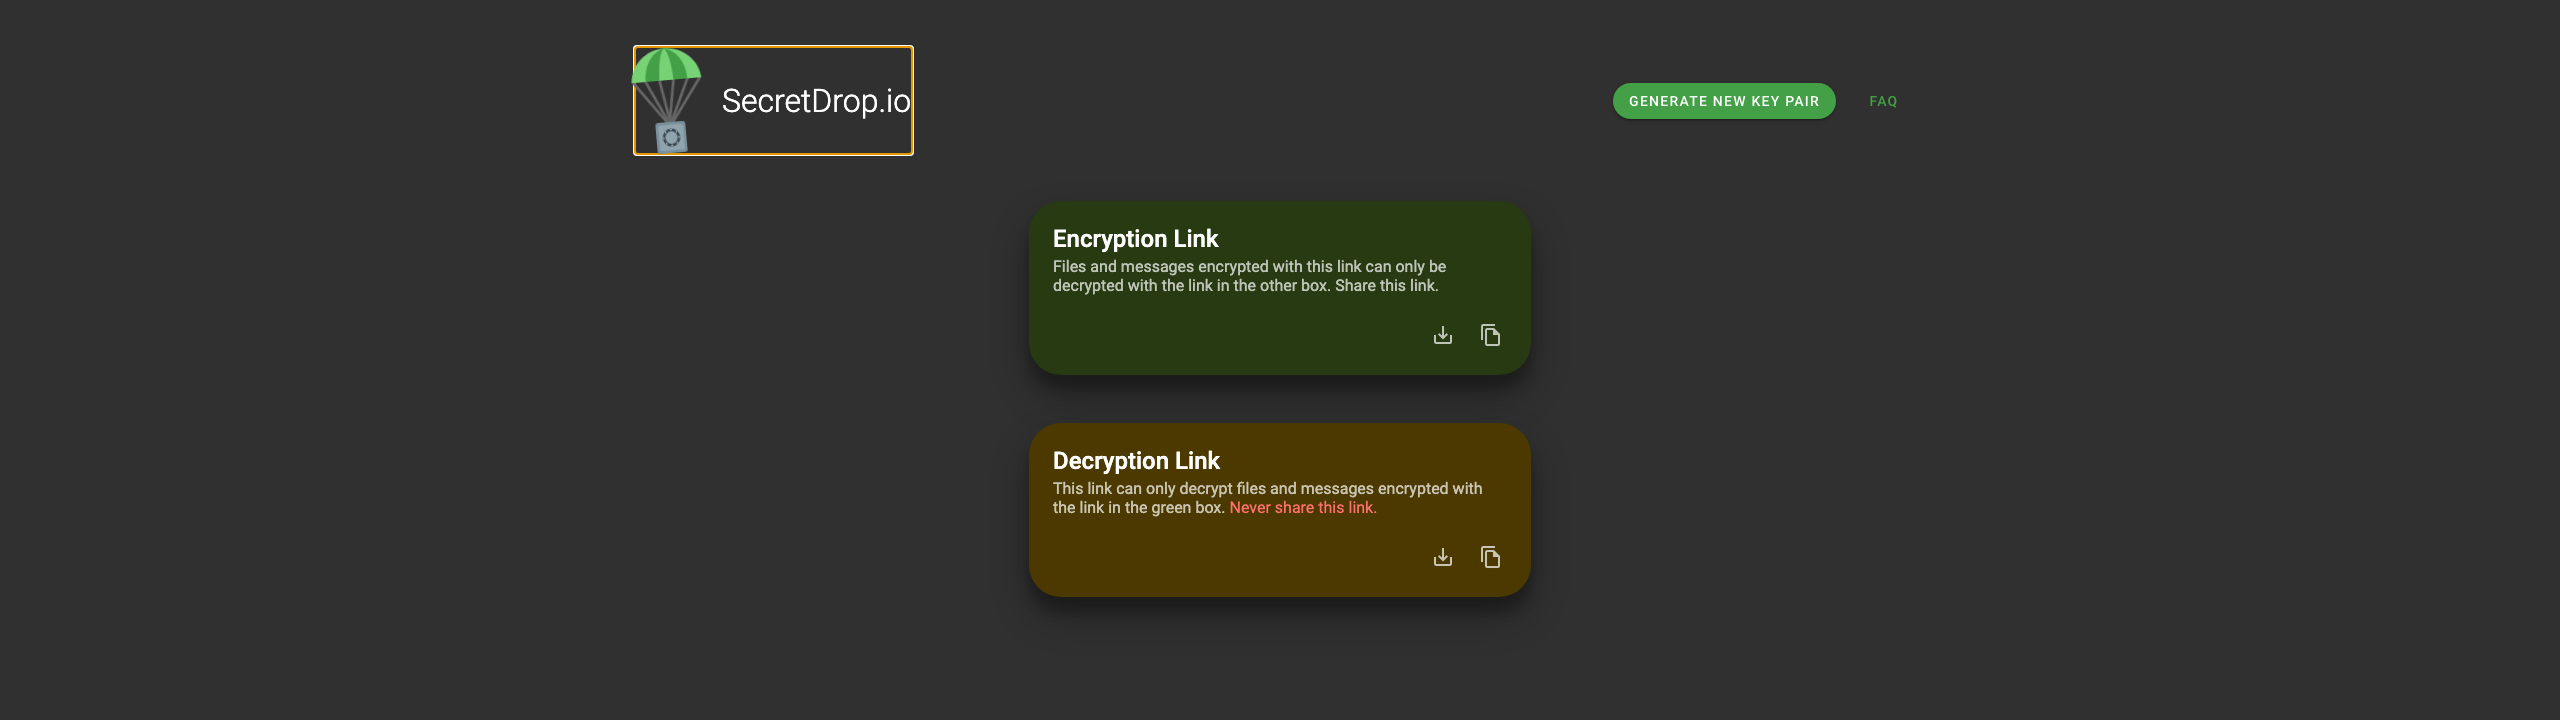 SecretDrop.io
GENERATE NEW KEY PAIR
FAQ
Encryption Link
Files and messages encrypted with this link can only be
decrypted with the link in the other box. Share this link.
Decryption Link
This link can only decrypt files and messages encrypted with
the link in the green box. Never share this link.